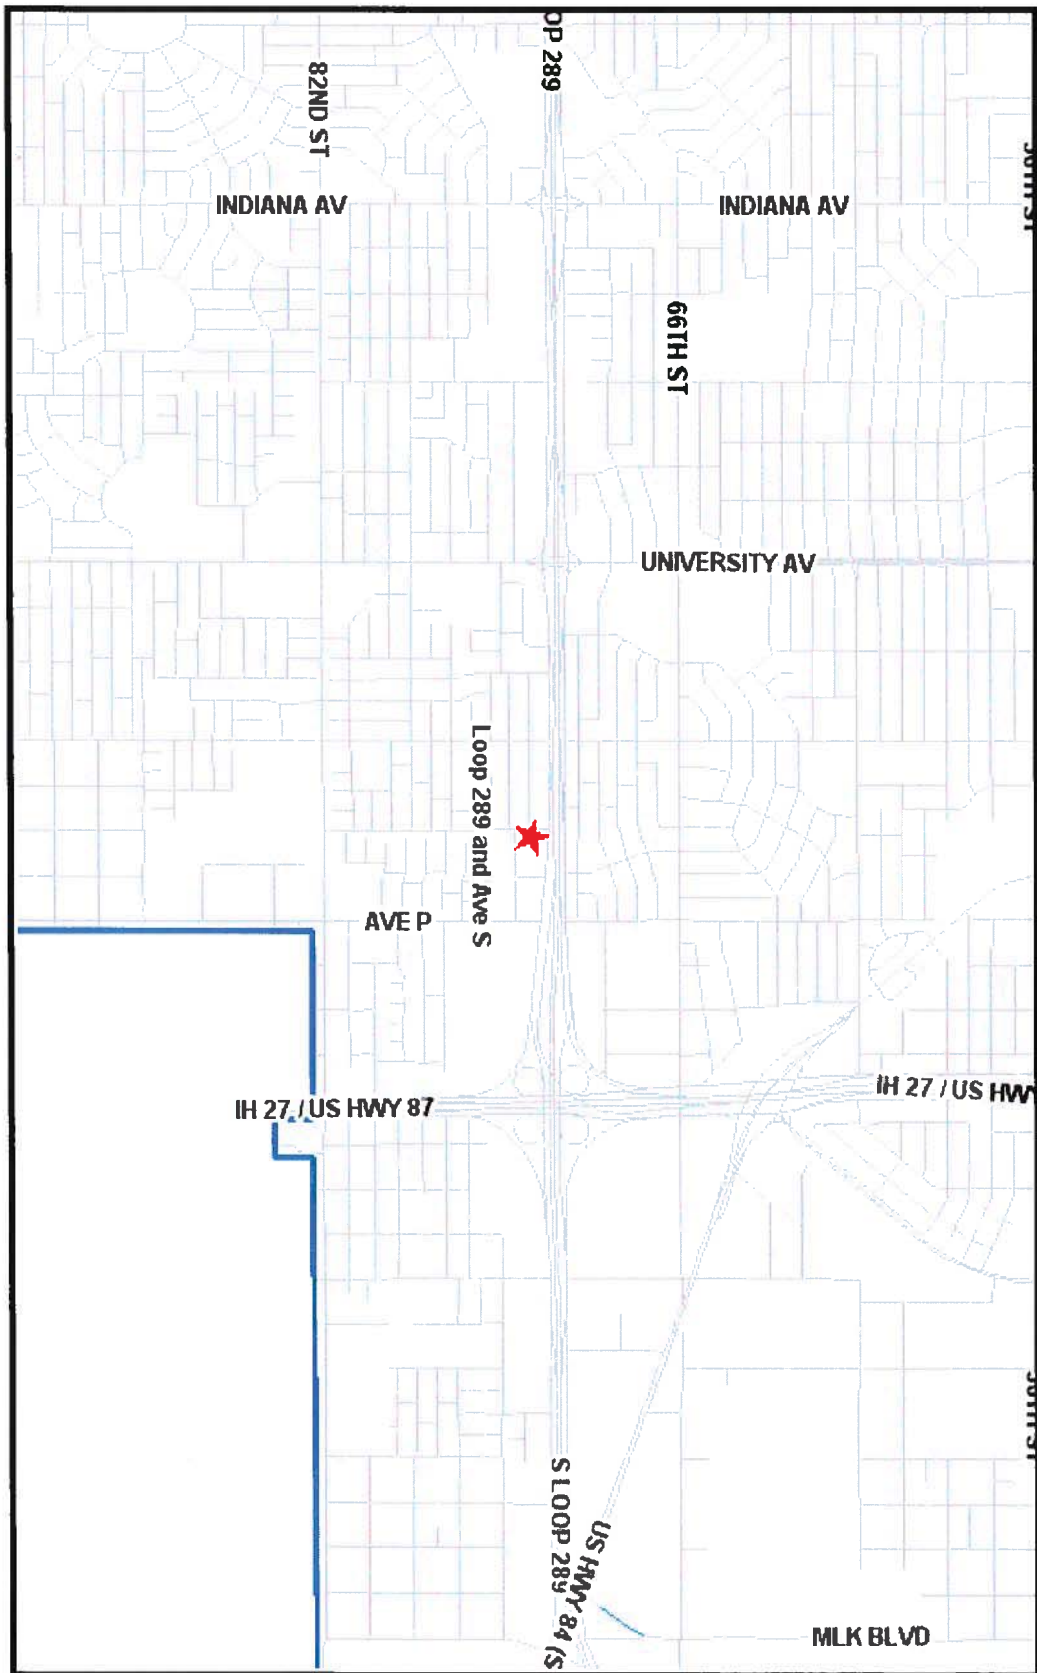 OP 289
82ND ST
INDIANA AV
INDIANA AV
66TH ST
UNIVERSITY AV
Loop 289 and Ave S
AVE P
IH 27 / US HWY 87
IH 27 / US HWY
S LOOP 289
US HWY 84 (S
MLK BLVD